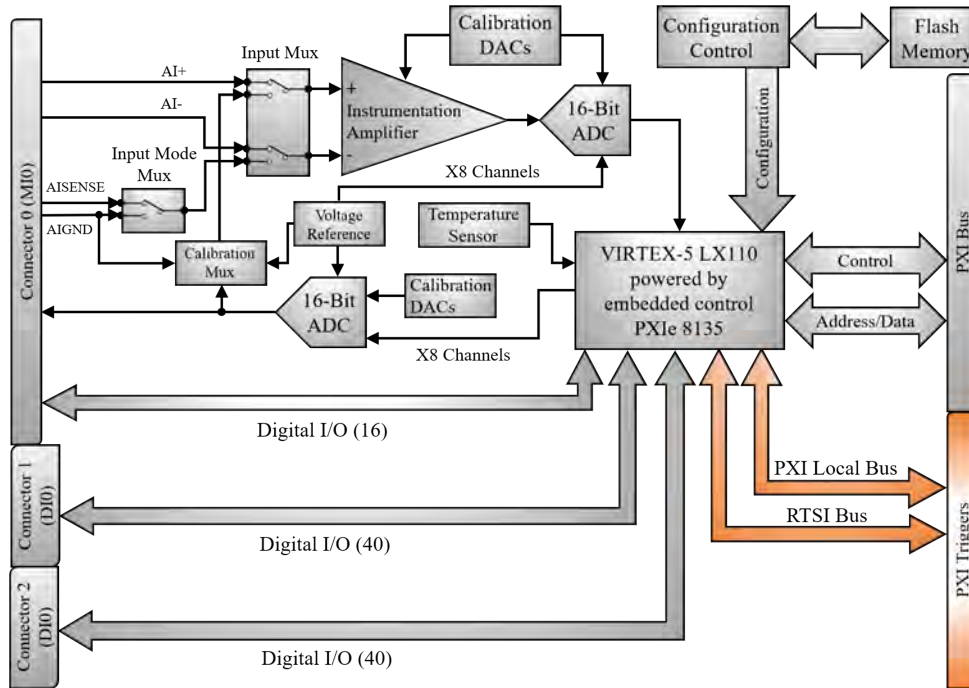 Input Mux
Calibration
DACs
Configuration
Control
Flash
Memory
AI+
AI-
+
-
Instrumentation
Amplifier
16-Bit
ADC
Input Mode
Mux
X8 Channels
Configuration
AISENSE
AIGND
Connector 0 (MI0)
Voltage
Reference
Temperature
Sensor
Calibration
Mux
VIRTEX-5 LX110
powered by
embedded control
PXIe 8135
Control
PXI Bus
16-Bit
ADC
Calibration
DACs
Address/Data
X8 Channels
Digital I/O (16)
Connector 1
(DI0)
PXI Local Bus
RTSI Bus
PXI Triggers
Digital I/O (40)
Connector 2
(DI0)
Digital I/O (40)